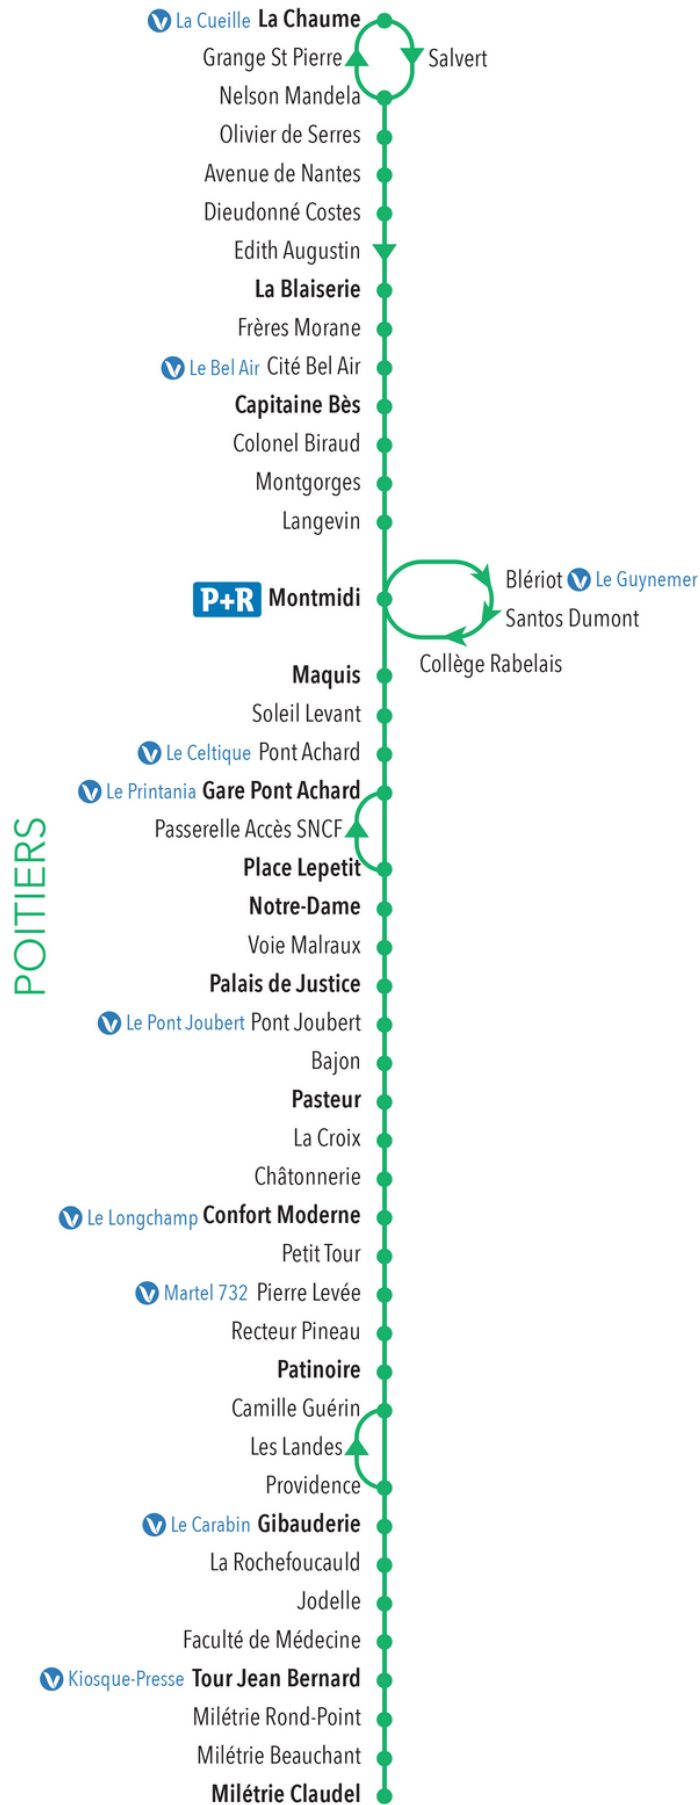 La Cueille La Chaume
Grange St Pierre Salvert
Nelson Mandela
Olivier de Serres
Avenue de Nantes
Dieudonné Costes
Edith Augustin
La Blaiserie
Frères Morane
Le Bel Air Cité Bel Air
Capitaine Bès
Colonel Biraud
Montgorges
Langevin
Blériot Le Guynemer
P+R Montmidi
Santos Dumont
Collège Rabelais
Maquis
Soleil Levant
Le Celtique Pont Achard
Le Printania Gare Pont Achard
Passerelle Accès SNCF
Place Lepetit
POITIERS
Notre-Dame
Voie Malraux
Palais de Justice
Le Pont Joubert Pont Joubert
Bajon
Pasteur
La Croix
Châtonnerie
Le Longchamp Confort Moderne
Petit Tour
Martel 732 Pierre Levée
Recteur Pineau
Patinoire
Camille Guérin
Les Landes
Providence
Le Carabin Gibauderie
La Rochefoucauld
Jodelle
Faculté de Médecine
Kiosque-Presse Tour Jean Bernard
Milétrie Rond-Point
Milétrie Beauchant
Milétrie Claudel